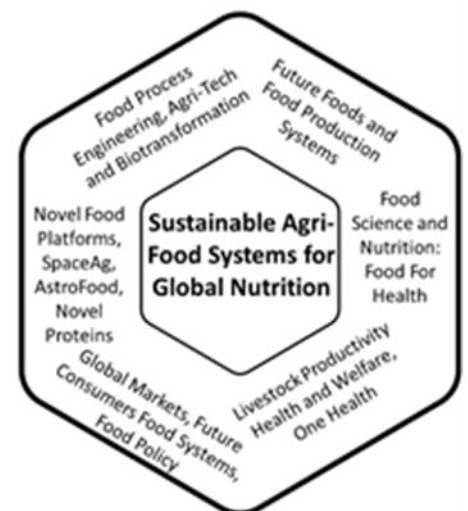 Food Process
Engineering, Agri-Tech
and Biotransformation
Future Foods and
Food Production
Systems
Novel Food
Platforms,
SpaceAg,
AstroFood,
Novel
Proteins
Sustainable Agri-
Food Systems for
Global Nutrition
Food
Science and
Nutrition:
Food For
Health
Global Markets, Future
Consumers Food Systems,
Food Policy
Livestock Productivity
Health and Welfare,
One Health